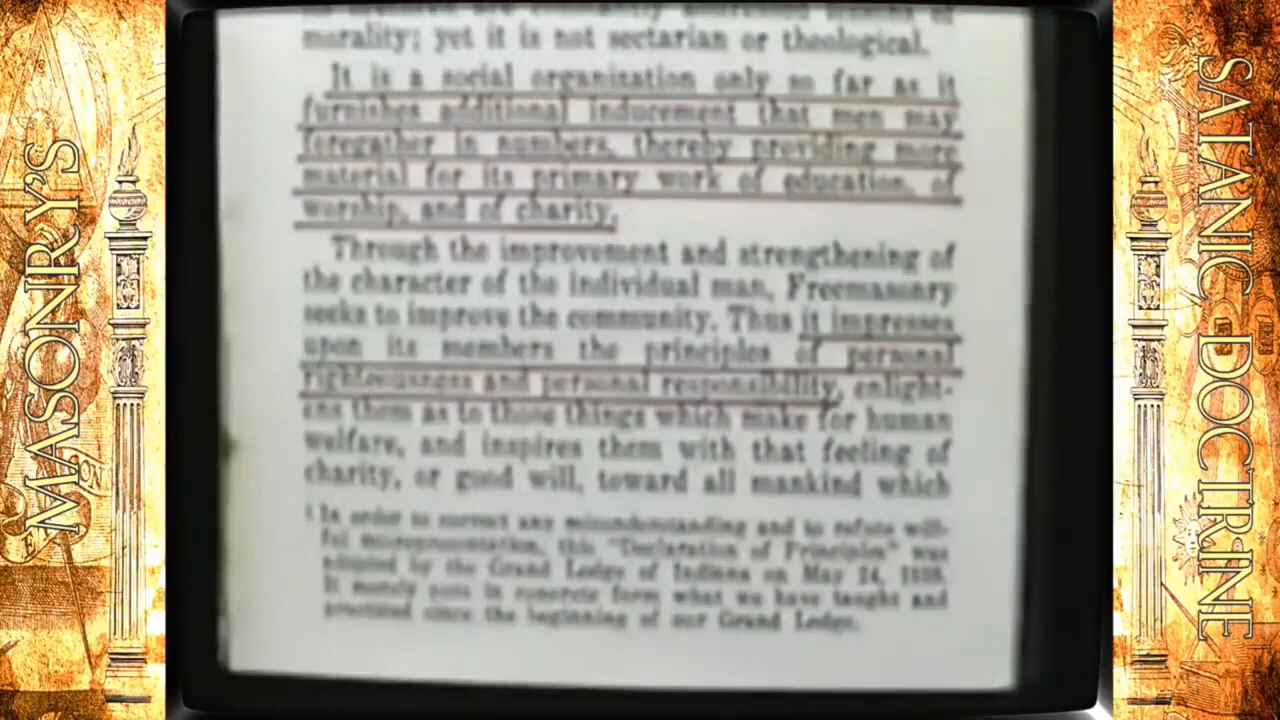 MASONRY'S
morality; yet it is not sectarian or theological.
It is a social organization only so far as it
furnishes additional inducement that men may
foregather in numbers, thereby providing more
material for its primary work of education, of
worship, and of charity.
Through the improvement and strengthening of
the character of the individual man, Freemasonry
seeks to improve the community. Thus it impresses
upon its members the principles of personal
righteousness and personal responsibility, enlight-
ens them as to those things which make for human
welfare, and inspires them with that feeling of
charity, or good will, toward all mankind which
1 In order to correct any misunderstanding and to refute will-
ful misrepresentation, this "Declaration of Principles" was
adopted by the Grand Lodge of Indiana on May 24,
It merely puts in concrete form what we have taught and
practiced since the beginning of our Grand Lodge.
SATANIC DOCTRINE